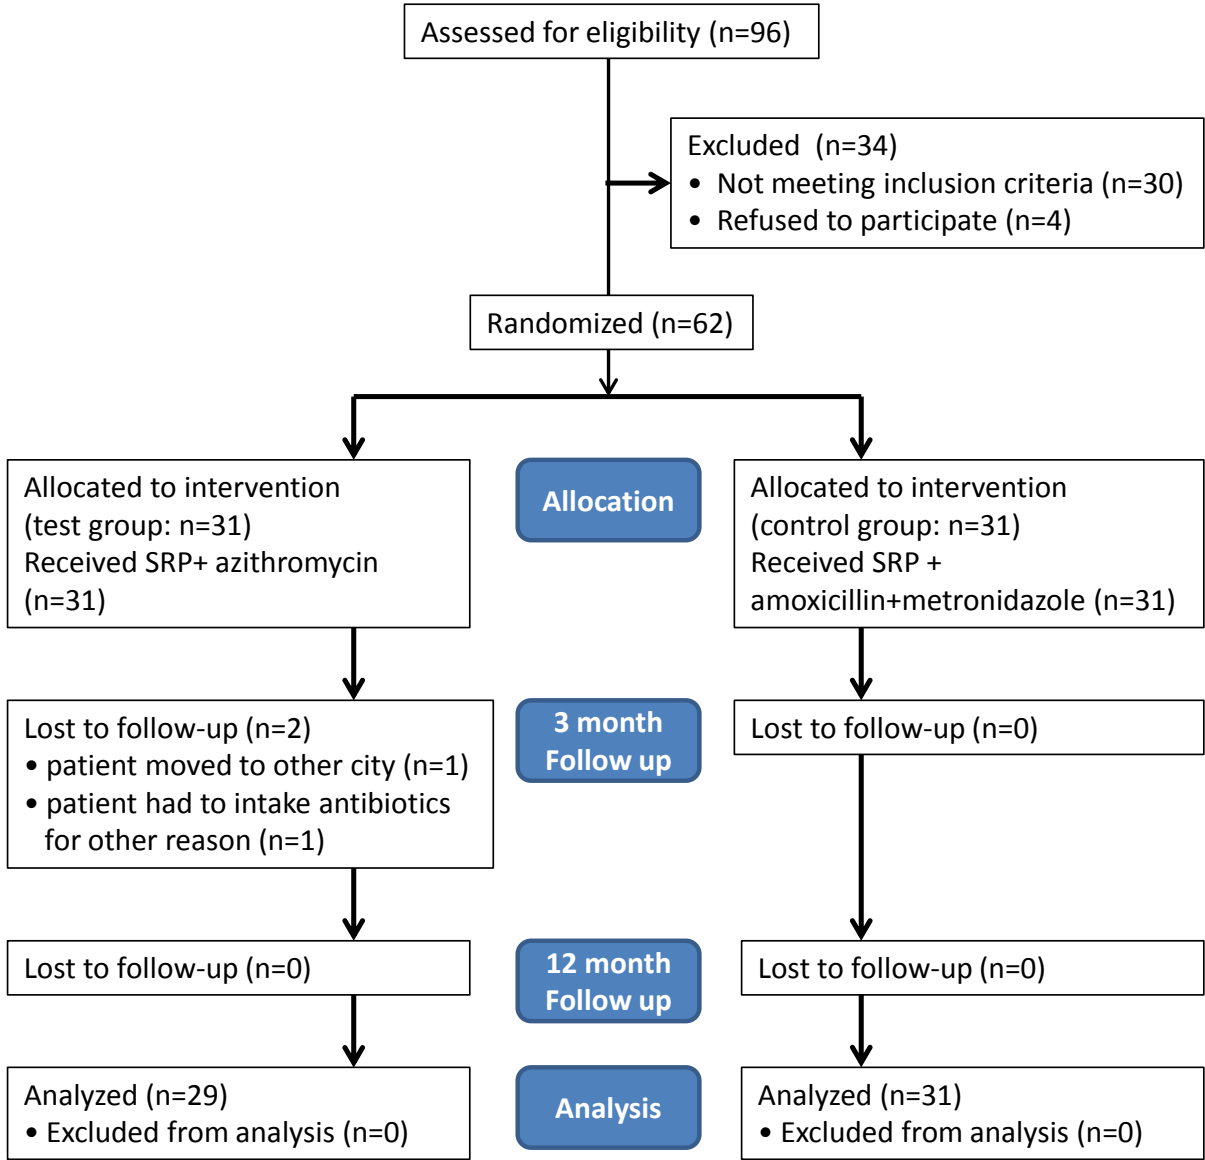 Assessed for eligibility (n=96)
Excluded  (n=34)
• Not meeting inclusion criteria (n=30)
• Refused to participate (n=4)
Randomized (n=62)
Allocated to intervention
(test group: n=31)
Received SRP+ azithromycin
(n=31)
Allocation
Allocated to intervention
(control group: n=31)
Received SRP +
amoxicillin+metronidazole (n=31)
Lost to follow-up (n=2)
• patient moved to other city (n=1)
• patient had to intake antibiotics
for other reason (n=1)
3 month
Follow up
Lost to follow-up (n=0)
Lost to follow-up (n=0)
12 month
Follow up
Lost to follow-up (n=0)
Analyzed (n=29)
• Excluded from analysis (n=0)
Analysis
Analyzed (n=31)
• Excluded from analysis (n=0)